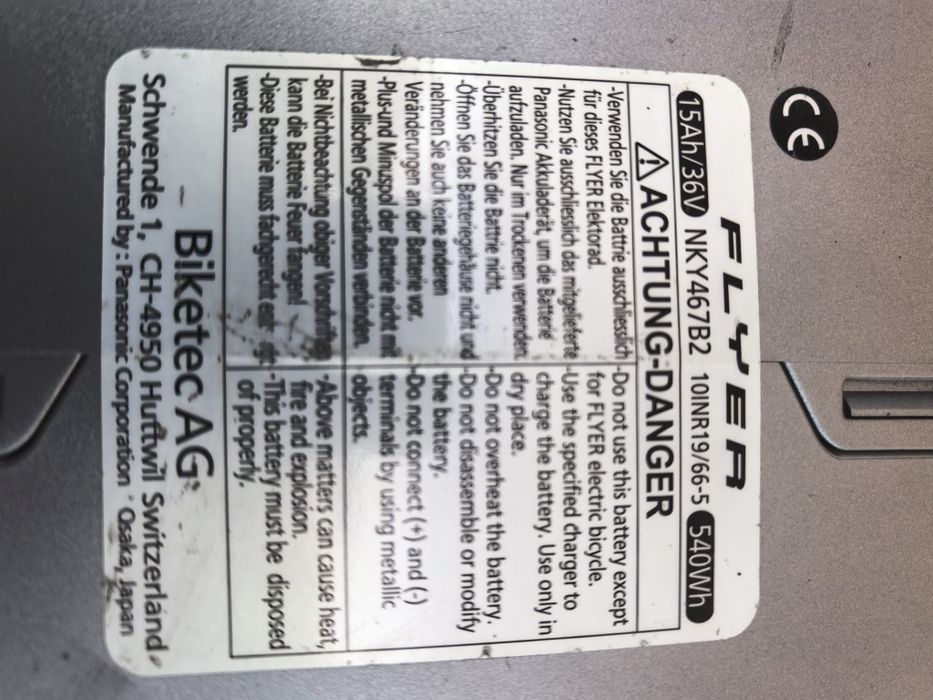 CE
FLYER
15Ah/36V NKY467B2 10INR19/66-5 540Wh
ACHTUNG-DANGER
-Verwenden Sie die Battrie ausschliesslich
für dieses FLYER Elektorad.
-Nutzen Sie ausschliesslich das mitgelieferte
Panasonic Akkuladerät, um die Batterie
aufzuladen. Nur im Trockenen verwenden.
-Überhitzen Sie die Battrie nicht.
-Öffnen Sie das Batteriegehäuse nicht und
nehmen Sie auch keine anderen
Veränderungen an der Batterie vor.
-Plus-und Minuspol der Batterie nicht mit
metallischen Gegenständen verbinden.
-Do not use this battery except
for FLYER electric bicycle.
-Use the specified charger to
charge the battery. Use only in
dry place.
-Do not overheat the battery.
-Do not disassemble or modify
the battery.
-Do not connect (+) and (-)
terminals by using metallic
objects.
-Bei Nichtbeachtung obiger Vorschriften
kann die Batterie Feuer fangen!
-Diese Batterie muss fachgerecht
werden.
-Above matters can cause heat,
fire and explosion.
-This battery must be disposed
of properly.
Biketec AG
Schwende 1, CH-4950 Huttwil Switzerland
Manufactured by : Panasonic Corporation Osaka, Japan